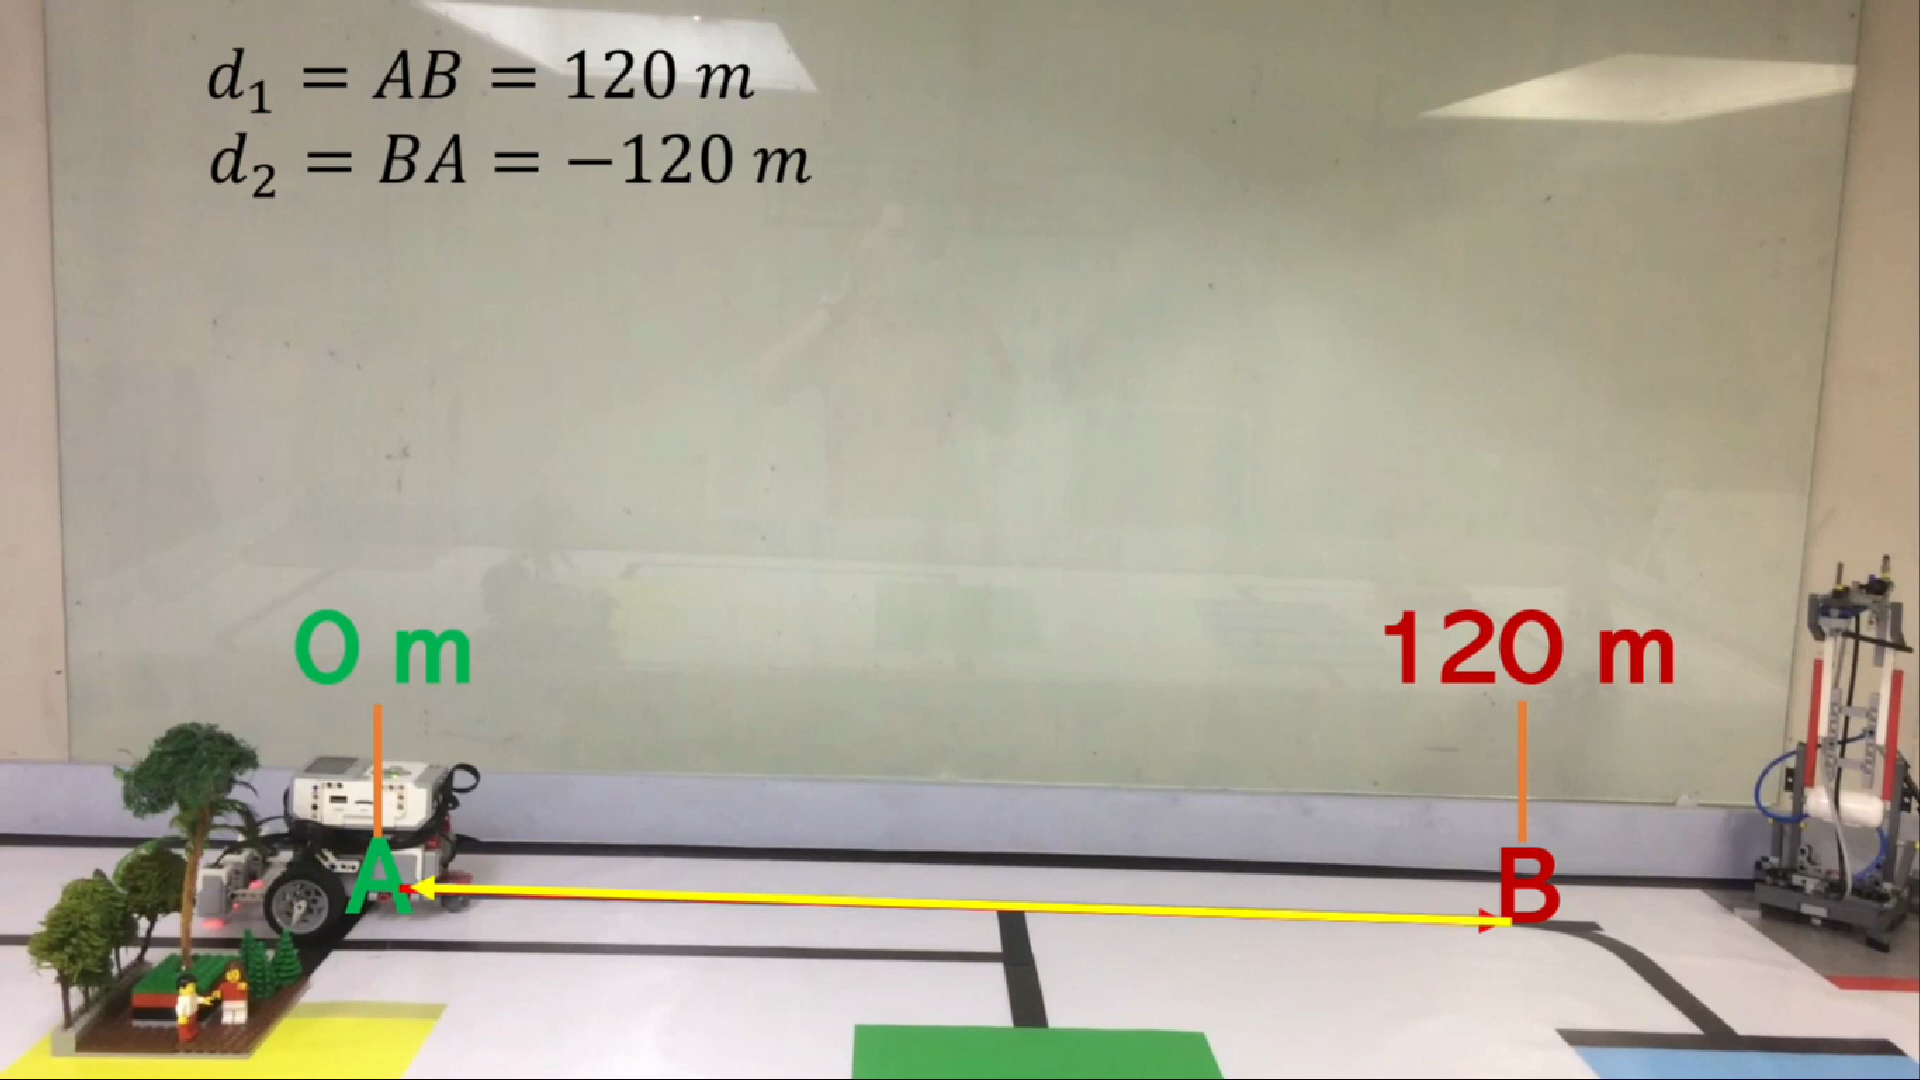 d₁ = AB = 120 m
d₂ = BA = −120 m
0 m
120 m
A
B